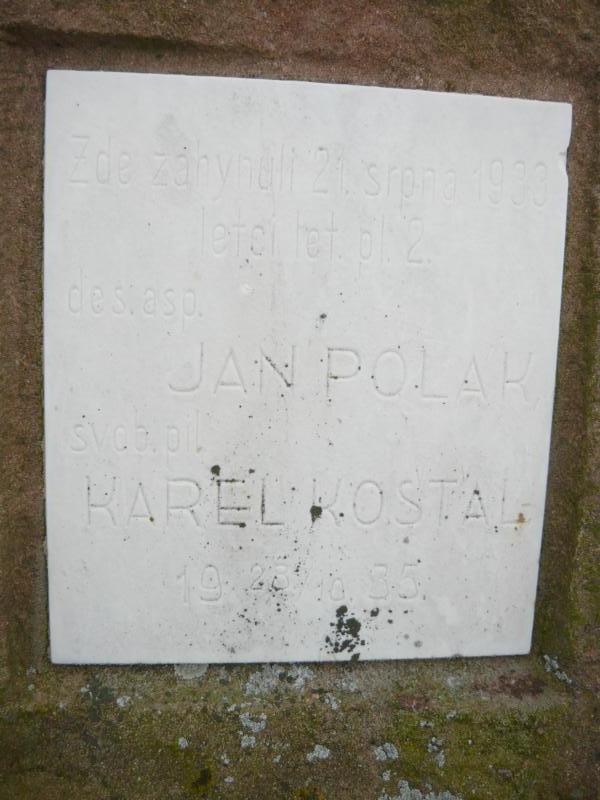 Zde zahynuli 21. srpna 1933
letci let. pl. 2.
des. asp.
JAN POLAK
svob. pil.
KAREL KOSTAL
19 28/10. 35.